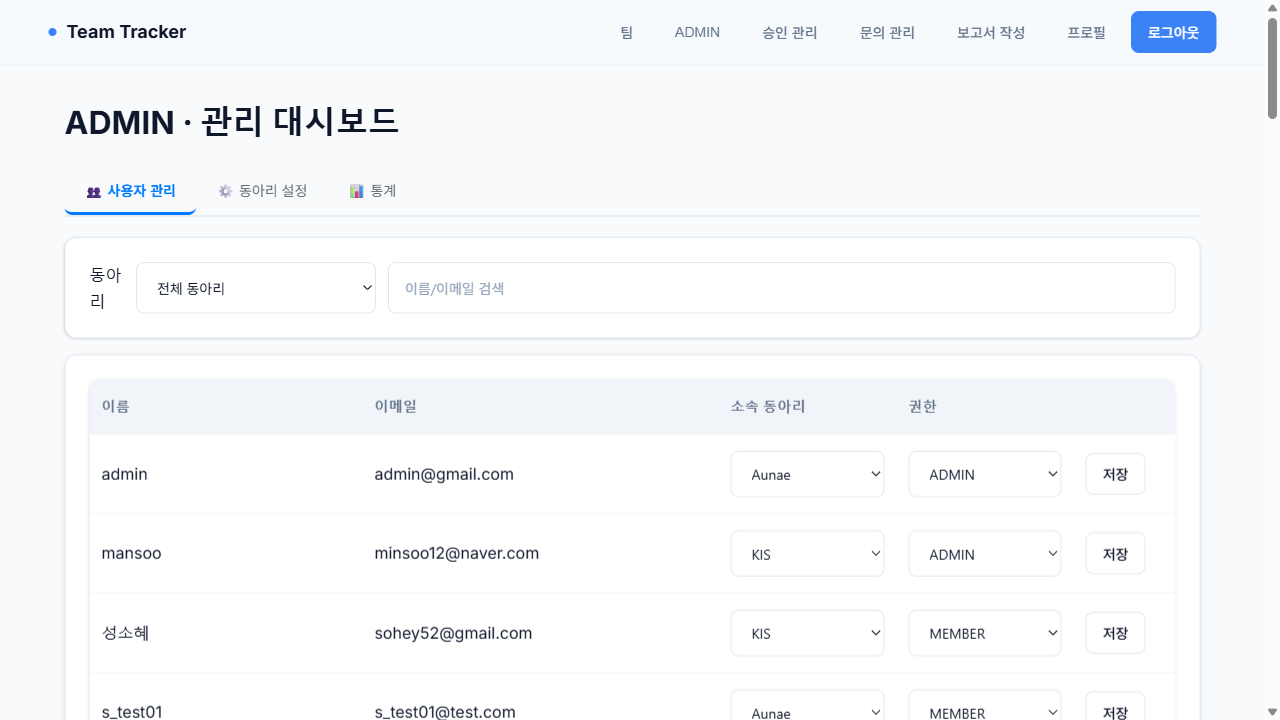 Team Tracker
팀 ADMIN 승인 관리 문의 관리 보고서 작성 프로필 로그아웃
ADMIN · 관리 대시보드
사용자 관리 동아리 설정 통계
동아
리
전체 동아리
이름/이메일 검색
이름 이메일 소속 동아리 권한
admin admin@gmail.com Aunae ADMIN 저장
mansoo minsoo12@naver.com KIS ADMIN 저장
성소혜 sohey52@gmail.com KIS MEMBER 저장
s_test01 s_test01@test.com Aunae MEMBER 저장